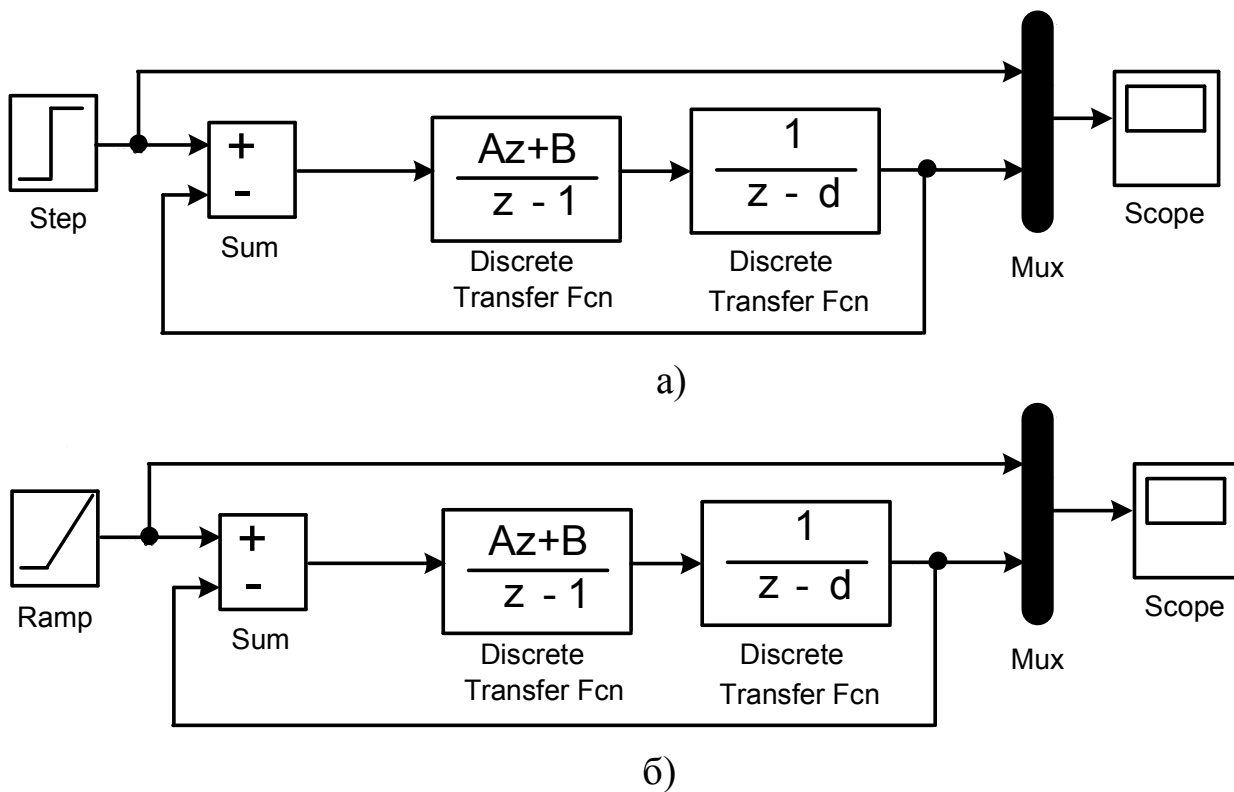 Step
+
-
Sum
Az+B
z - 1
Discrete
Transfer Fcn
1
z - d
Discrete
Transfer Fcn
Mux
Scope
а)
Ramp
+
-
Sum
Az+B
z - 1
Discrete
Transfer Fcn
1
z - d
Discrete
Transfer Fcn
Mux
Scope
б)